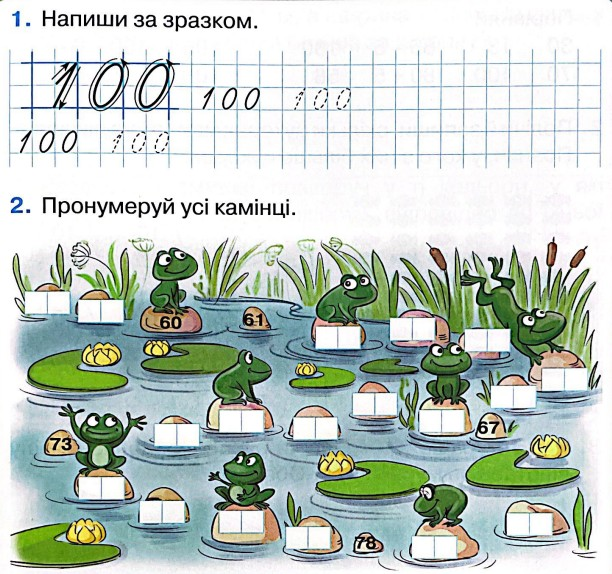 1. Напиши за зразком.
100 100 100
100 100
2. Пронумеруй усі камінці.
60 61
67
73
78